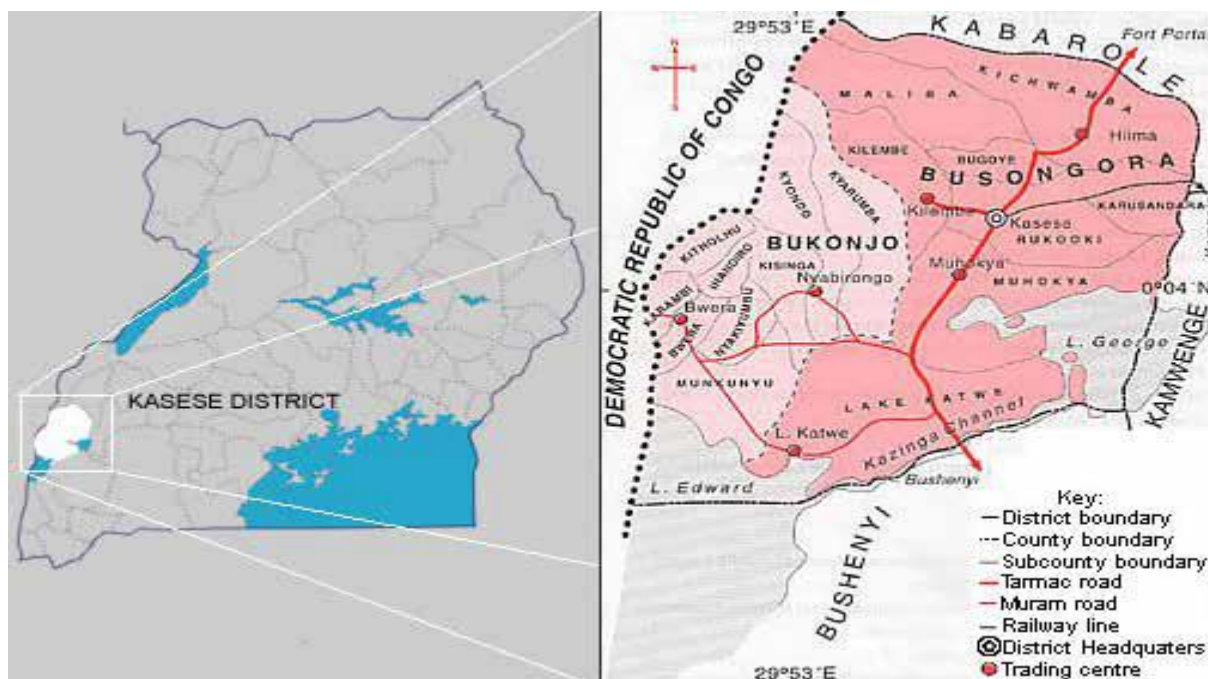 KASESE DISTRICT
29°53´E
KABAROLE
Fort Portal
KICHWAMBA
MALIBA
Hiima
KILEMBE
BUGOYE
BUSONGORA
KYONDO
KYARUMBA
KARUSANDARA
Kilembe
Kasese
RUKOOKI
BUKONJO
KITHOLHU
KISINGA
Nyabirongo
Muhokya
MUHOKYA
0°04´N
DEMOCRATIC REPUBLIC OF CONGO
Bwera
BWERA
NYAKIYUMBU
L. George
KAMWENGE
MUNKUNYU
LAKE KATWE
L. Katwe
Kazinga Channel
L. Edward
Bushenyi
BUSHENYI
Key:
District boundary
County boundary
Subcounty boundary
Tarmac road
Muram road
Railway line
District Headquaters
Trading centre
29°53´E